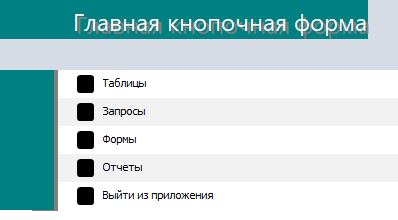 Главная кнопочная форма
Таблицы
Запросы
Формы
Отчеты
Выйти из приложения